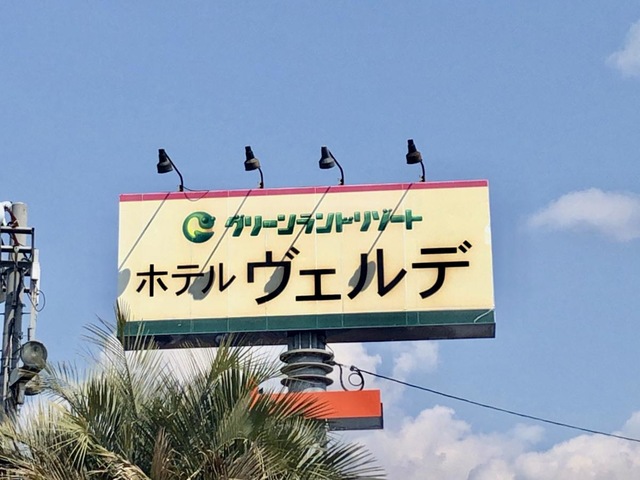 グリーンランドリゾート
ホテル ヴェルデ